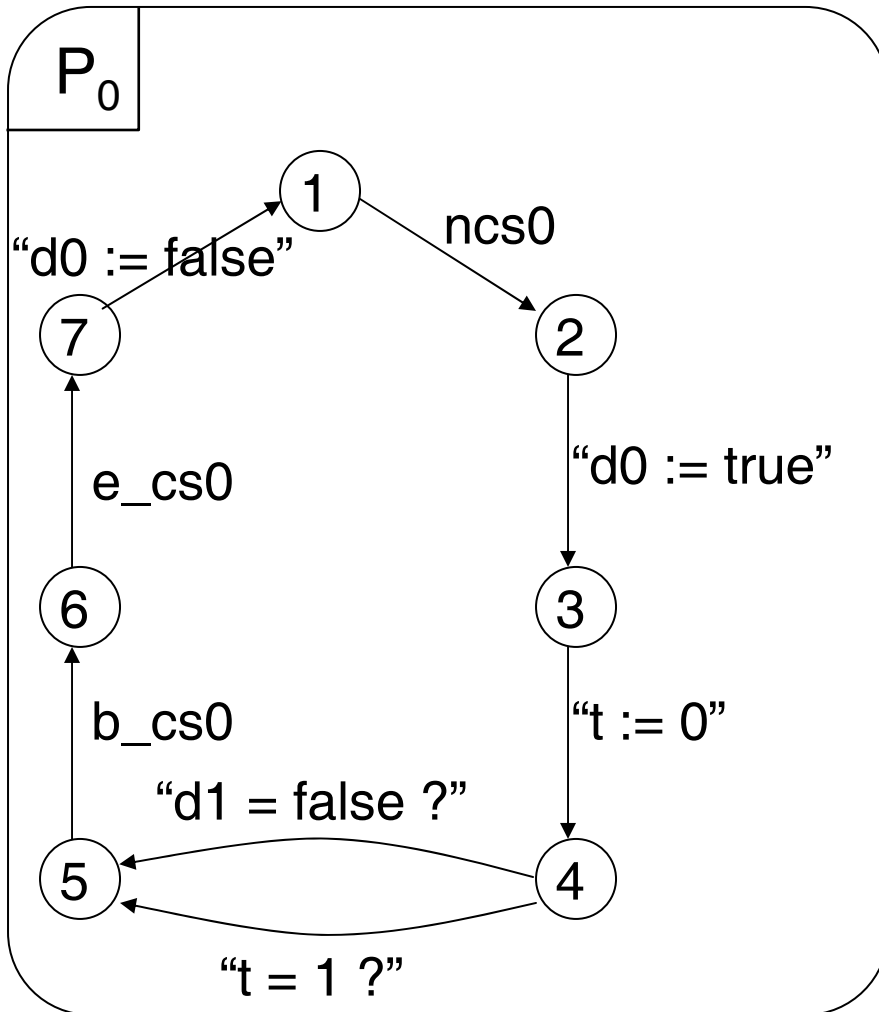 P0
1
ncs0
“d0 := false”
7
2
“d0 := true”
e_cs0
6
3
b_cs0
“t := 0”
“d1 = false ?”
5
4
“t = 1 ?”